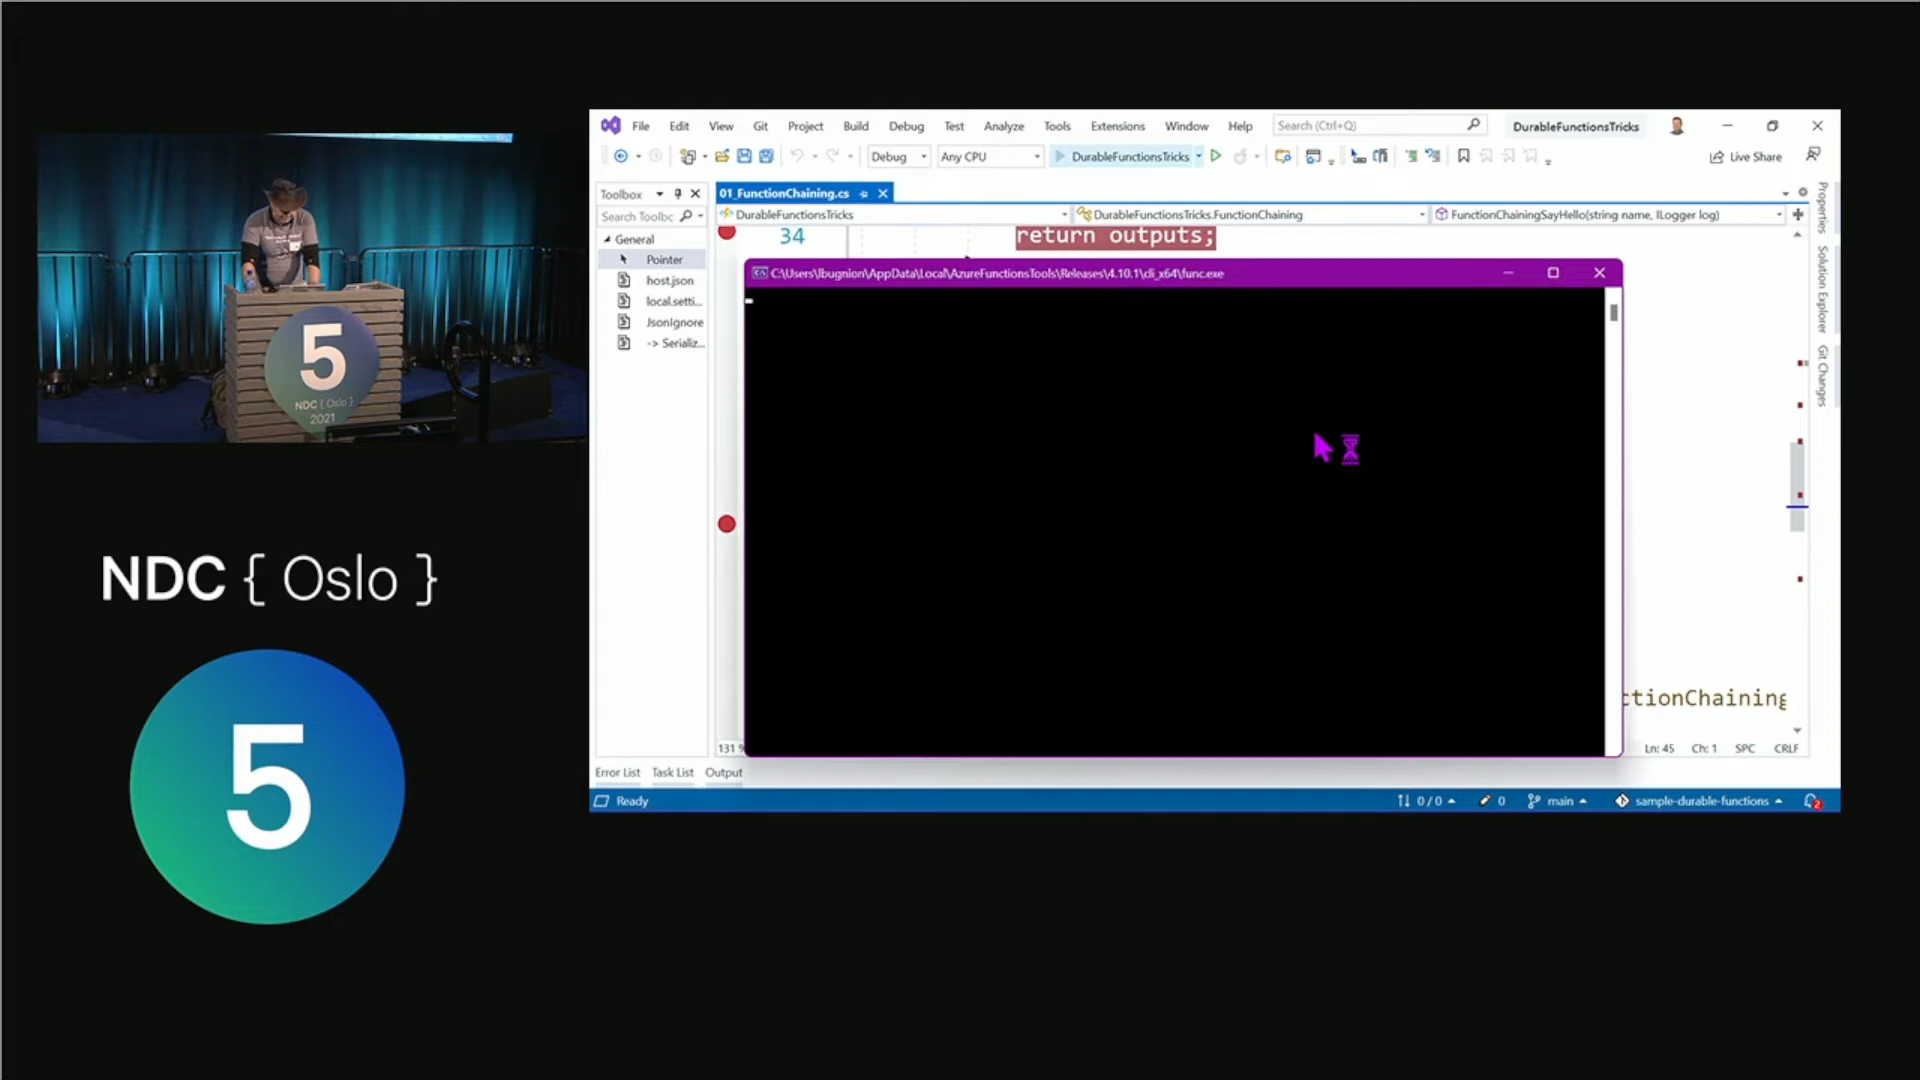 5
NDC { Oslo }
2021
NDC { Oslo }
5
File Edit View Git Project Build Debug Test Analyze Tools Extensions Window Help Search (Ctrl+Q) DurableFunctionsTricks
Debug Any CPU DurableFunctionsTricks Live Share
Toolbox 01_FunctionChaining.cs
Search Toolbc DurableFunctionsTricks DurableFunctionsTricks.FunctionChaining FunctionChainingSayHello(string name, ILogger log)
General
Pointer
host.json
local.setti...
JsonIgnore
-> Serializ...
34 return outputs;
C:\Users\lbugnion\AppData\Local\AzureFunctionsTools\Releases\4.10.1\cli_x64\func.exe
ctionChaining
131 % Ln: 45 Ch: 1 SPC CRLF
Error List Task List Output
Ready 0 / 0 0 main sample-durable-functions 2
Properties
Solution Explorer
Git Changes